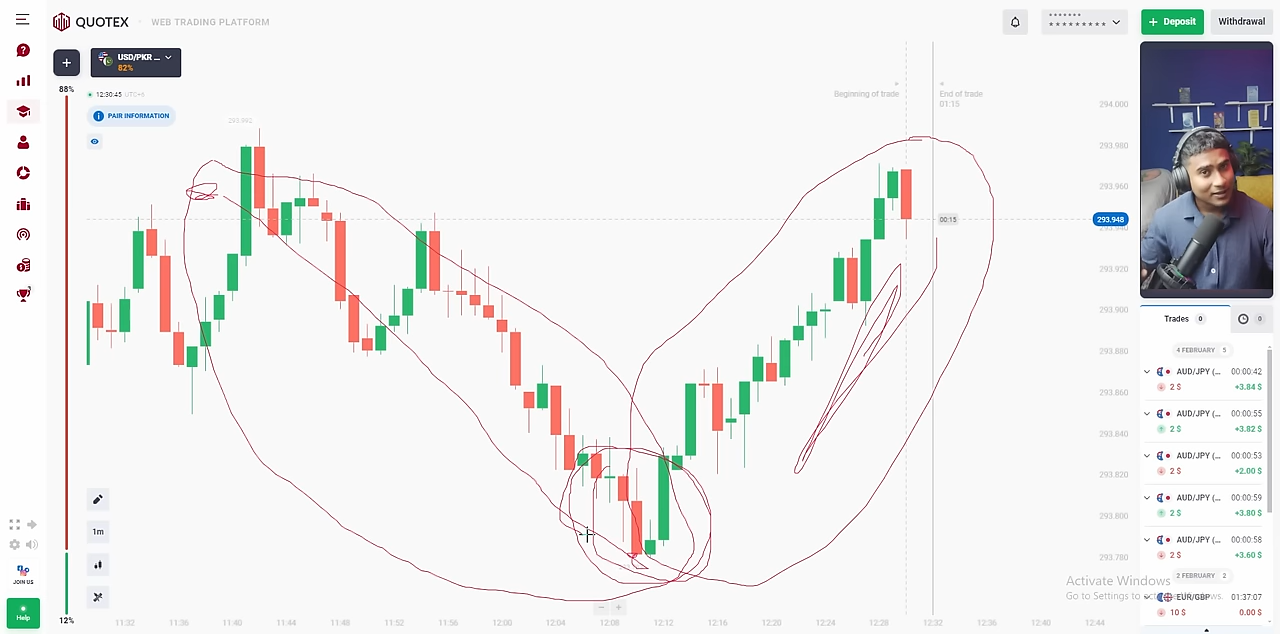 QUOTEX
WEB TRADING PLATFORM
*******
*********
Deposit
Withdrawal
USD/PKR ...
82%
88%
12:30:45 UTC+6
PAIR INFORMATION
Beginning of trade
End of trade
01:15
294.000
293.980
293.960
293.948
293.920
293.900
293.880
293.860
293.840
293.820
293.800
293.780
293.992
00:15
Trades 0
0
4 FEBRUARY 5
AUD/JPY (... 00:00:42
2 $ +3.84 $
AUD/JPY (... 00:00:55
2 $ +3.82 $
AUD/JPY (... 00:00:53
2 $ +2.00 $
AUD/JPY (... 00:00:59
2 $ +3.80 $
AUD/JPY (... 00:00:58
2 $ +3.60 $
2 FEBRUARY 2
EUR/GBP 01:37:07
10 $ 0.00 $
Activate Windows
1m
JOIN US
Help
12%
11:32 11:36 11:40 11:44 11:48 11:52 11:56 12:00 12:04 12:08 12:12 12:16 12:20 12:24 12:28 12:32 12:36 12:40 12:44